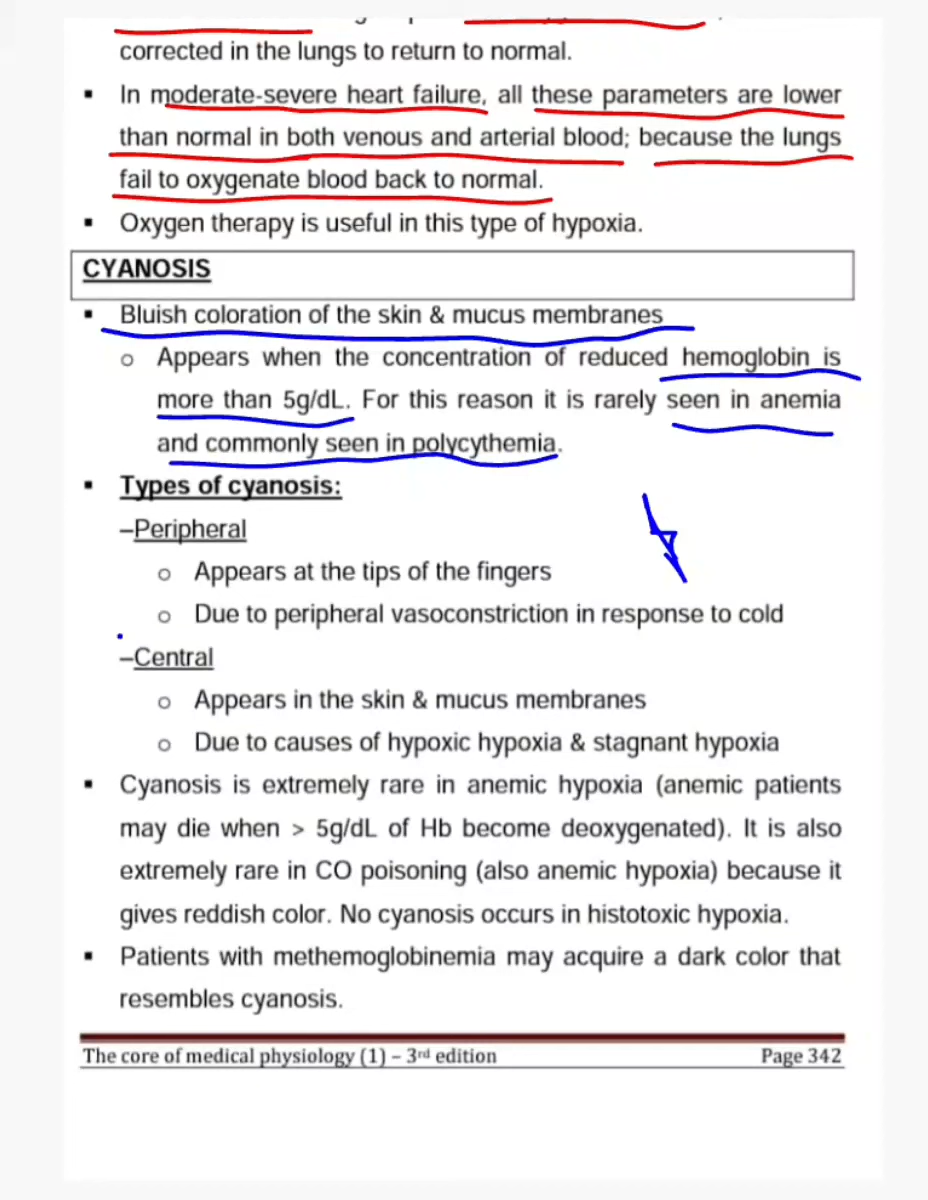 corrected in the lungs to return to normal.
▪ In moderate-severe heart failure, all these parameters are lower
than normal in both venous and arterial blood; because the lungs
fail to oxygenate blood back to normal.
▪ Oxygen therapy is useful in this type of hypoxia.
CYANOSIS
▪ Bluish coloration of the skin & mucus membranes
o Appears when the concentration of reduced hemoglobin is
more than 5g/dL. For this reason it is rarely seen in anemia
and commonly seen in polycythemia.
▪ Types of cyanosis:
–Peripheral
o Appears at the tips of the fingers
o Due to peripheral vasoconstriction in response to cold
–Central
o Appears in the skin & mucus membranes
o Due to causes of hypoxic hypoxia & stagnant hypoxia
▪ Cyanosis is extremely rare in anemic hypoxia (anemic patients
may die when > 5g/dL of Hb become deoxygenated). It is also
extremely rare in CO poisoning (also anemic hypoxia) because it
gives reddish color. No cyanosis occurs in histotoxic hypoxia.
▪ Patients with methemoglobinemia may acquire a dark color that
resembles cyanosis.
The core of medical physiology (1) – 3rd edition Page 342